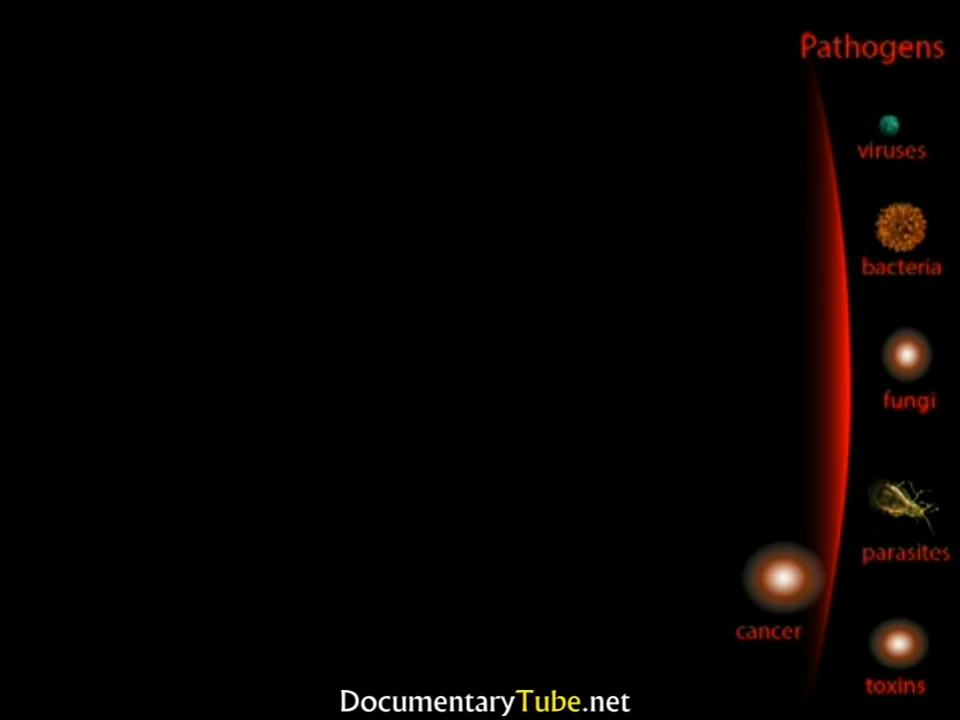 Pathogens
viruses
bacteria
fungi
parasites
cancer
toxins
DocumentaryTube.net